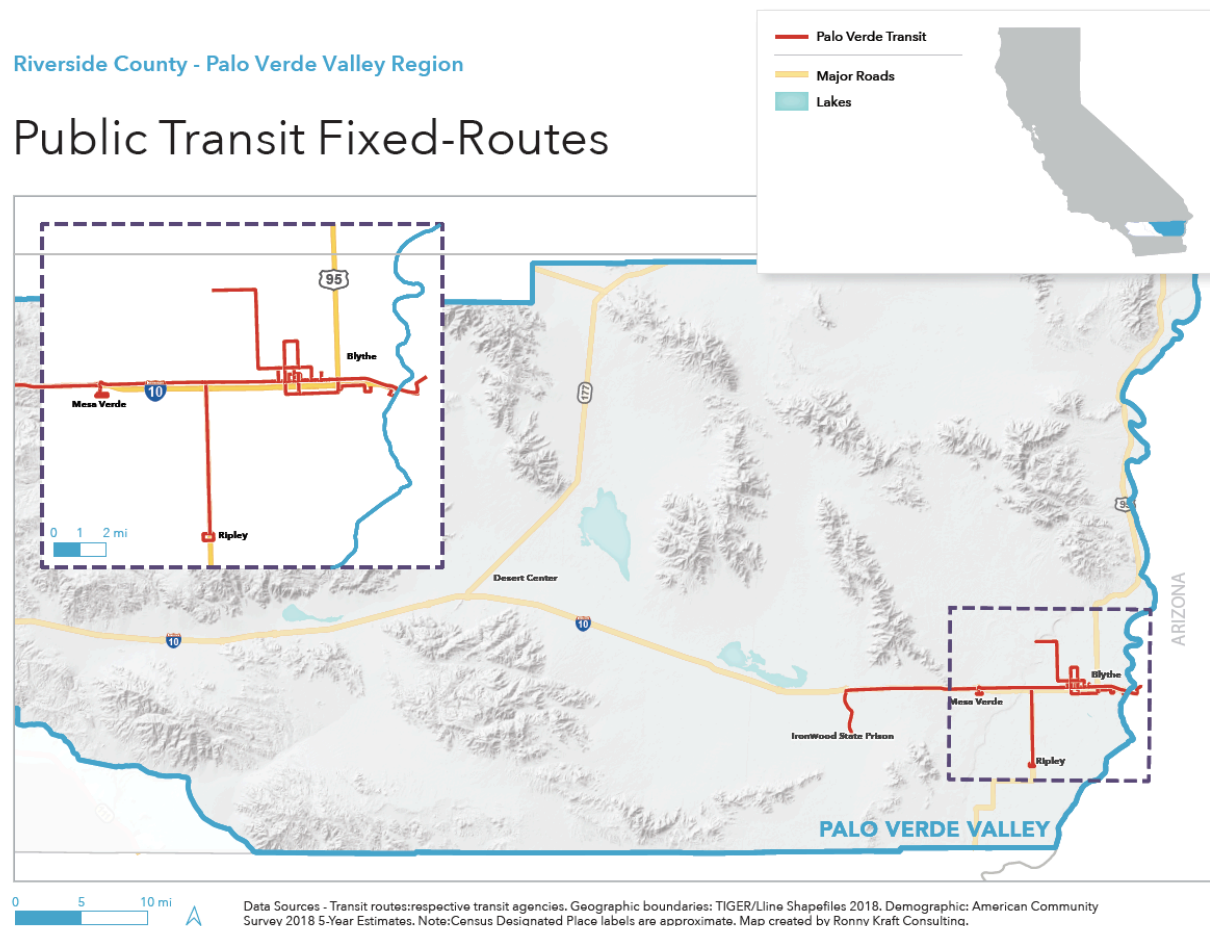 Riverside County - Palo Verde Valley Region
Public Transit Fixed-Routes
Palo Verde Transit
Major Roads
Lakes
95
Blythe
10
Mesa Verde
Ripley
0 1 2 mi
177
95
Desert Center
10
10
ARIZONA
Blythe
Mesa Verde
Ironwood State Prison
Ripley
PALO VERDE VALLEY
0 5 10 mi
Data Sources - Transit routes:respective transit agencies. Geographic boundaries: TIGER/Lline Shapefiles 2018. Demographic: American Community
Survey 2018 5-Year Estimates. Note:Census Designated Place labels are approximate. Map created by Ronny Kraft Consulting.